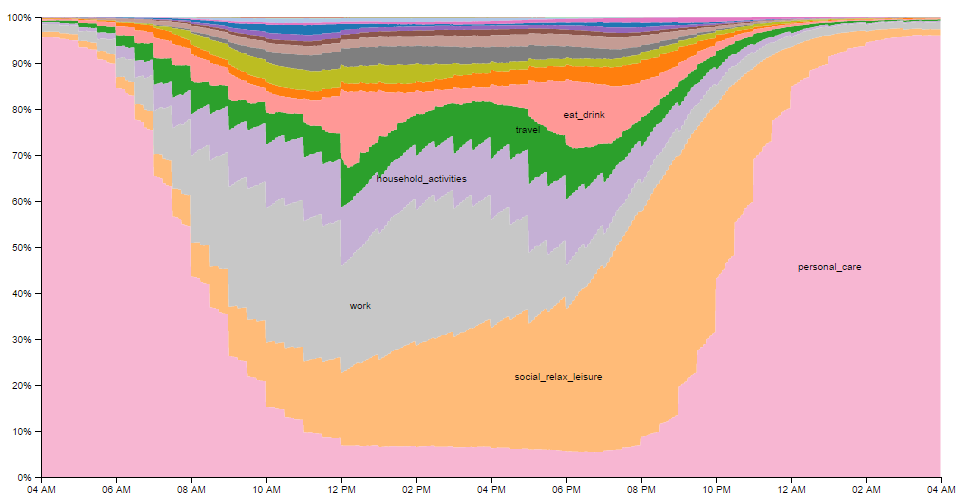 100%
90%
80%
70%
60%
50%
40%
30%
20%
10%
0%
eat_drink
travel
household_activities
personal_care
work
social_relax_leisure
04 AM 06 AM 08 AM 10 AM 12 PM 02 PM 04 PM 06 PM 08 PM 10 PM 12 AM 02 AM 04 AM